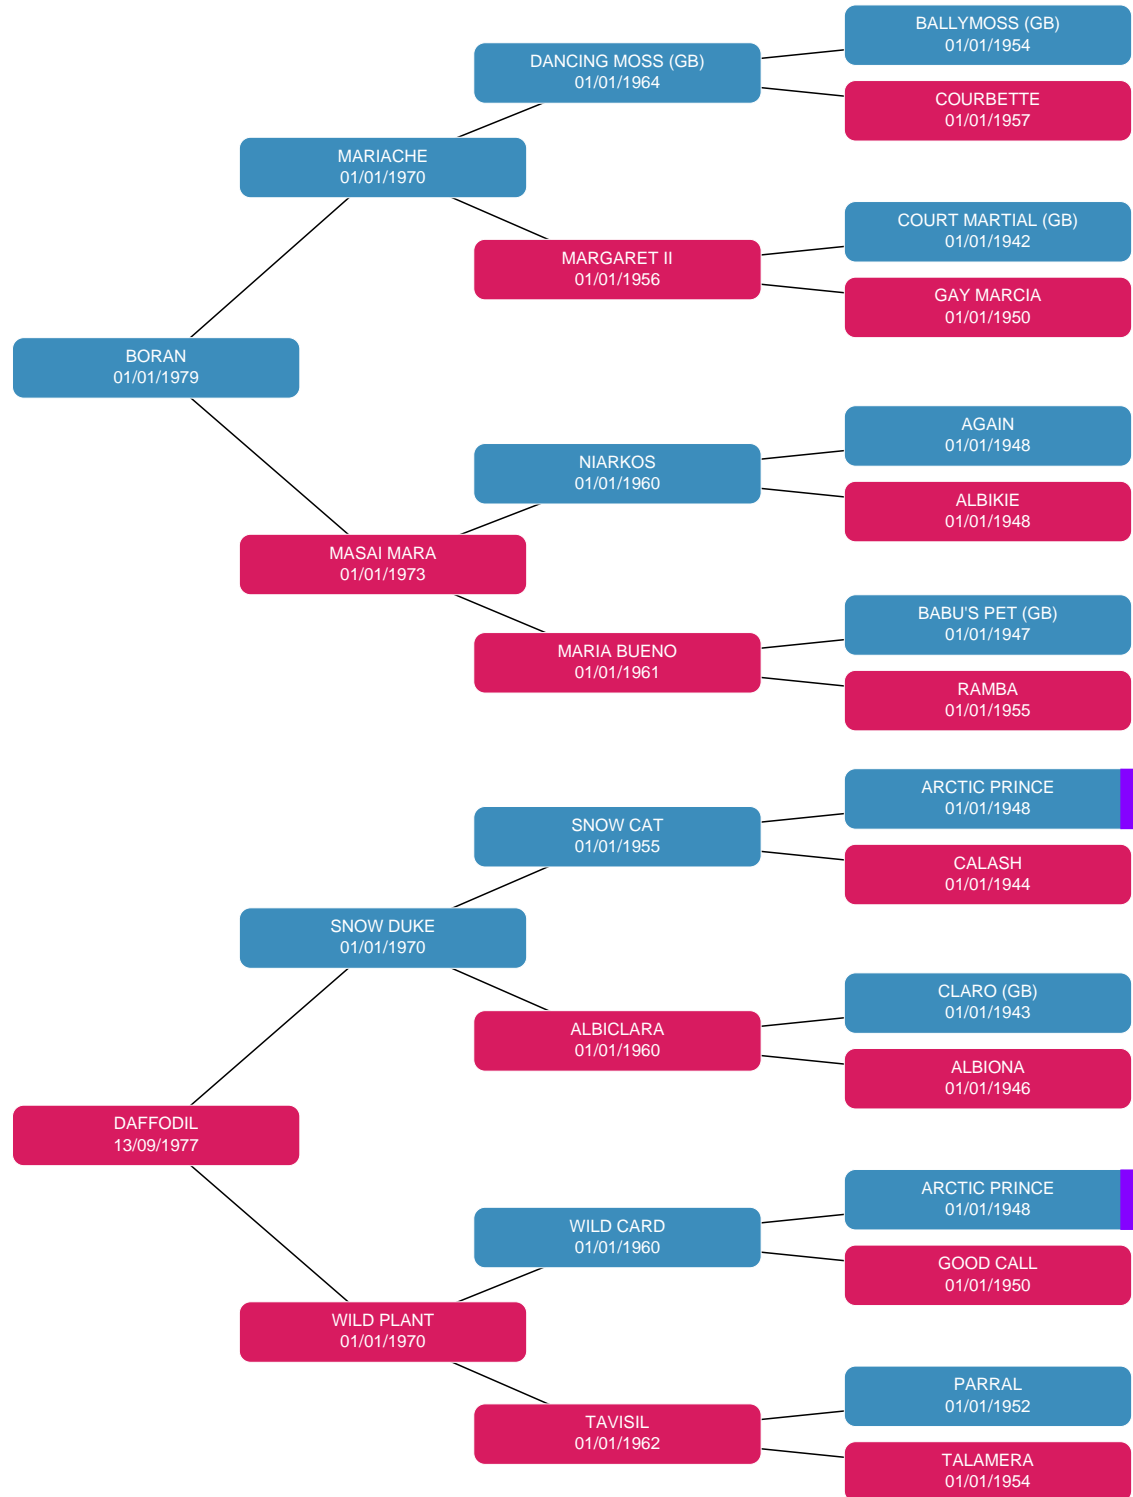 BALLYMOSS (GB)
01/01/1954
DANCING MOSS (GB)
01/01/1964
COURBETTE
01/01/1957
MARIACHE
01/01/1970
COURT MARTIAL (GB)
01/01/1942
MARGARET II
01/01/1956
GAY MARCIA
01/01/1950
BORAN
01/01/1979
AGAIN
01/01/1948
NIARKOS
01/01/1960
ALBIKIE
01/01/1948
MASAI MARA
01/01/1973
BABU'S PET (GB)
01/01/1947
MARIA BUENO
01/01/1961
RAMBA
01/01/1955
ARCTIC PRINCE
01/01/1948
SNOW CAT
01/01/1955
CALASH
01/01/1944
SNOW DUKE
01/01/1970
CLARO (GB)
01/01/1943
ALBICLARA
01/01/1960
ALBIONA
01/01/1946
DAFFODIL
13/09/1977
ARCTIC PRINCE
01/01/1948
WILD CARD
01/01/1960
GOOD CALL
01/01/1950
WILD PLANT
01/01/1970
PARRAL
01/01/1952
TAVISIL
01/01/1962
TALAMERA
01/01/1954